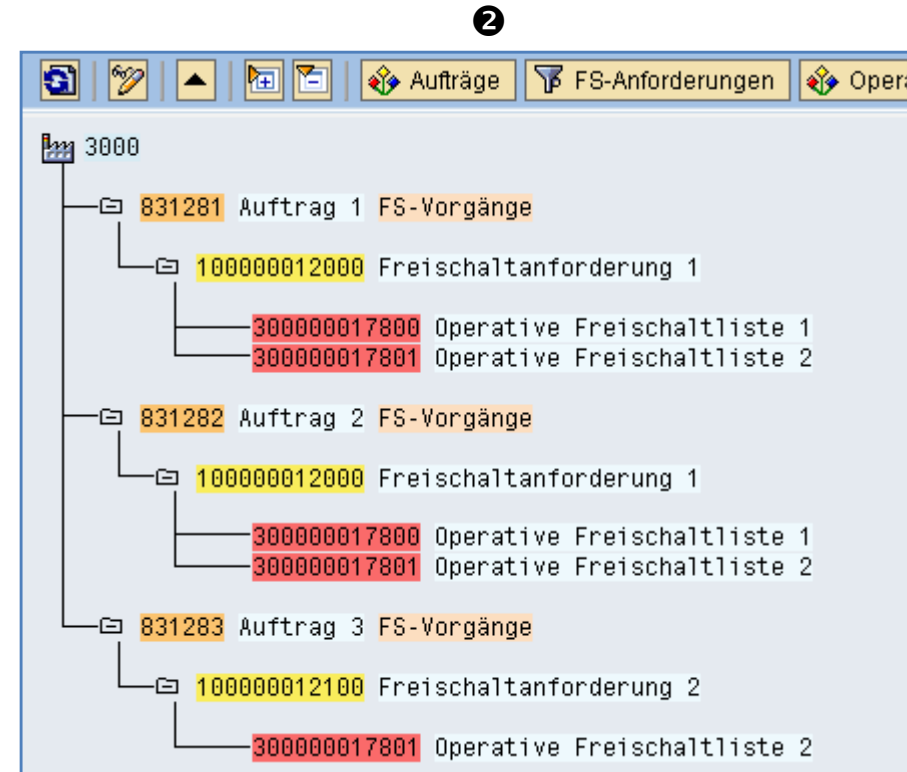 ❷
Aufträge FS-Anforderungen Opera
3000
831281 Auftrag 1 FS-Vorgänge
100000012000 Freischaltanforderung 1
300000017800 Operative Freischaltliste 1
300000017801 Operative Freischaltliste 2
831282 Auftrag 2 FS-Vorgänge
100000012000 Freischaltanforderung 1
300000017800 Operative Freischaltliste 1
300000017801 Operative Freischaltliste 2
831283 Auftrag 3 FS-Vorgänge
100000012100 Freischaltanforderung 2
300000017801 Operative Freischaltliste 2